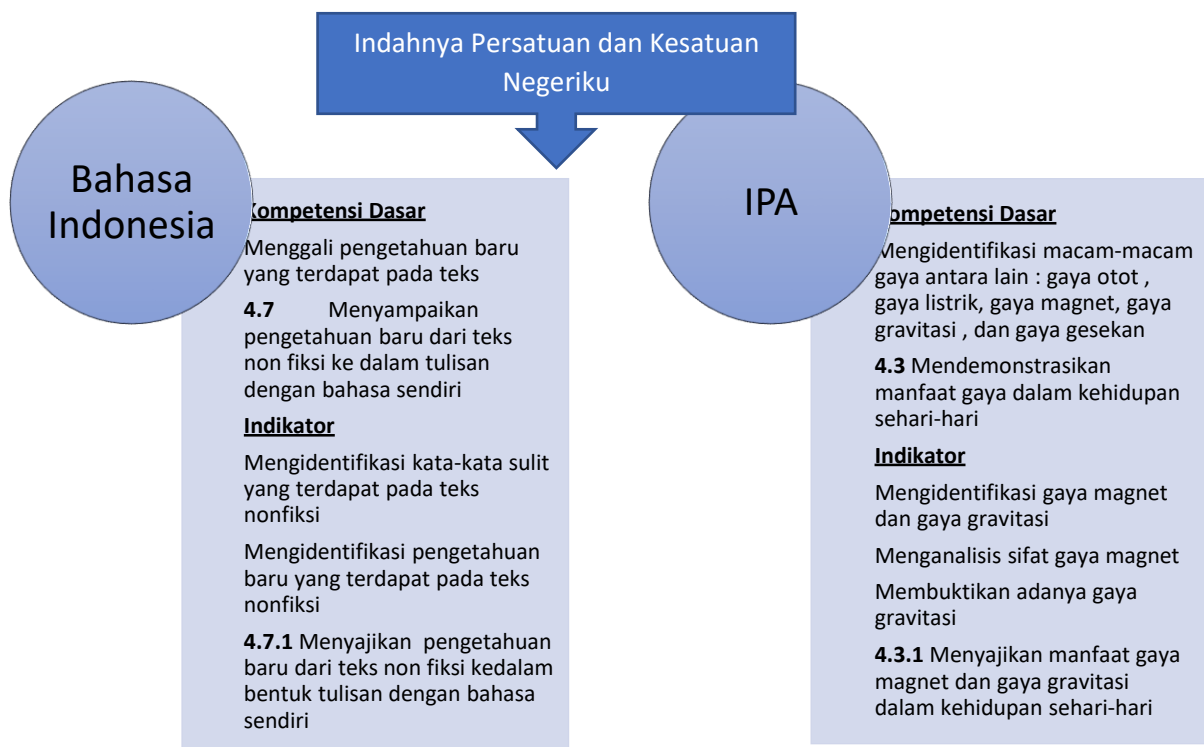 Indahnya Persatuan dan Kesatuan
Negeriku
Bahasa
Indonesia
Kompetensi Dasar
Menggali pengetahuan baru
yang terdapat pada teks
4.7 Menyampaikan
pengetahuan baru dari teks
non fiksi ke dalam tulisan
dengan bahasa sendiri
Indikator
Mengidentifikasi kata-kata sulit
yang terdapat pada teks
nonfiksi
Mengidentifikasi pengetahuan
baru yang terdapat pada teks
nonfiksi
4.7.1 Menyajikan pengetahuan
baru dari teks non fiksi kedalam
bentuk tulisan dengan bahasa
sendiri
IPA
Kompetensi Dasar
Mengidentifikasi macam-macam
gaya antara lain : gaya otot ,
gaya listrik, gaya magnet, gaya
gravitasi , dan gaya gesekan
4.3 Mendemonstrasikan
manfaat gaya dalam kehidupan
sehari-hari
Indikator
Mengidentifikasi gaya magnet
dan gaya gravitasi
Menganalisis sifat gaya magnet
Membuktikan adanya gaya
gravitasi
4.3.1 Menyajikan manfaat gaya
magnet dan gaya gravitasi
dalam kehidupan sehari-hari